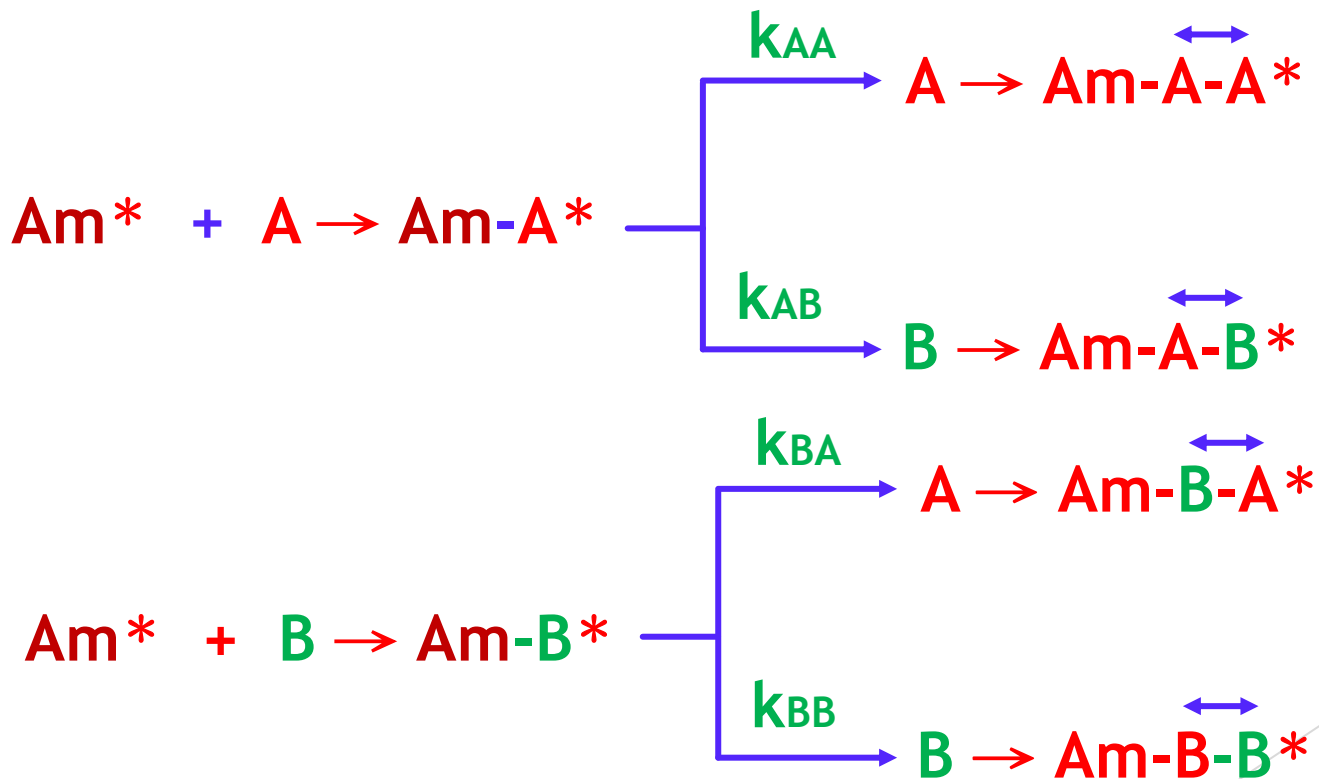 kAA
A → Am-A-A*
Am* + A → Am-A*
kAB
B → Am-A-B*
kBA
A → Am-B-A*
Am* + B → Am-B*
kBB
B → Am-B-B*